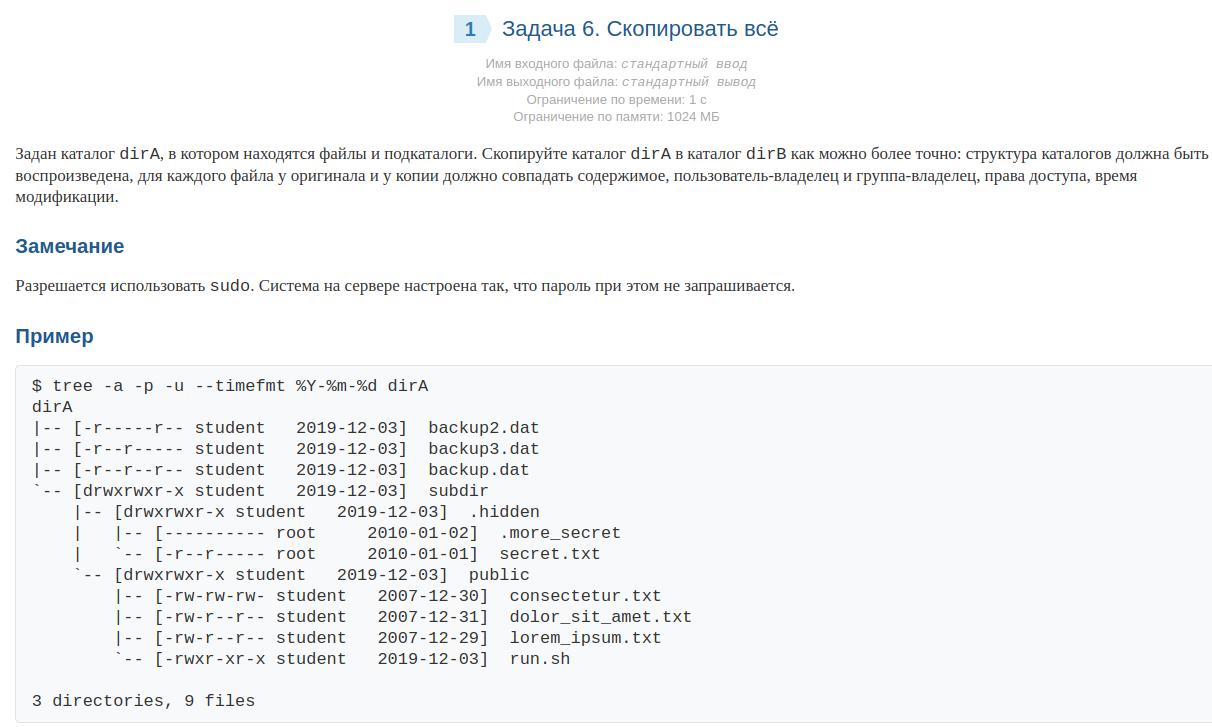 1 Задача 6. Скопировать всё
Имя входного файла: стандартный ввод
Имя выходного файла: стандартный вывод
Ограничение по времени: 1 с
Ограничение по памяти: 1024 МБ
Задан каталог dirA, в котором находятся файлы и подкаталоги. Скопируйте каталог dirA в каталог dirB как можно более точно: структура каталогов должна быть
воспроизведена, для каждого файла у оригинала и у копии должно совпадать содержимое, пользователь-владелец и группа-владелец, права доступа, время
модификации.
Замечание
Разрешается использовать sudo. Система на сервере настроена так, что пароль при этом не запрашивается.
Пример
$ tree -a -p -u --timefmt %Y-%m-%d dirA
dirA
|-- [-r-----r-- student   2019-12-03]  backup2.dat
|-- [-r--r----- student   2019-12-03]  backup3.dat
|-- [-r--r--r-- student   2019-12-03]  backup.dat
`-- [drwxrwxr-x student   2019-12-03]  subdir
    |-- [drwxrwxr-x student   2019-12-03]  .hidden
    |   |-- [---------- root     2010-01-02]  .more_secret
    |   `-- [-r--r----- root     2010-01-01]  secret.txt
    `-- [drwxrwxr-x student   2019-12-03]  public
        |-- [-rw-rw-rw- student   2007-12-30]  consectetur.txt
        |-- [-rw-r--r-- student   2007-12-31]  dolor_sit_amet.txt
        |-- [-rw-r--r-- student   2007-12-29]  lorem_ipsum.txt
        `-- [-rwxr-xr-x student   2019-12-03]  run.sh
3 directories, 9 files